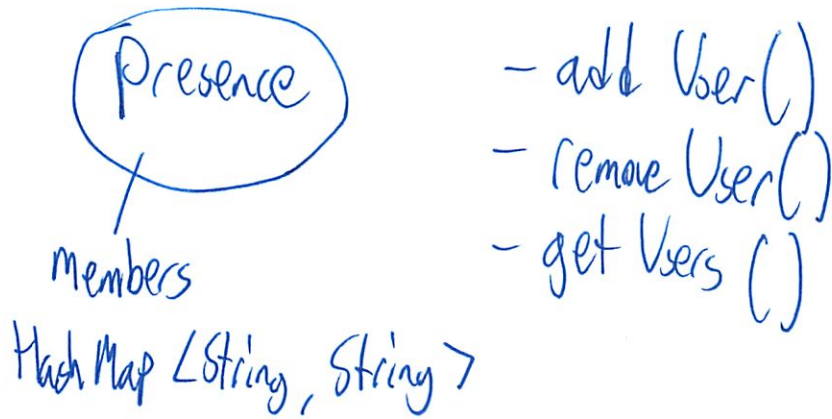 Presence
members
HashMap <String, String>
- add User()
- remove User()
- get Users ()